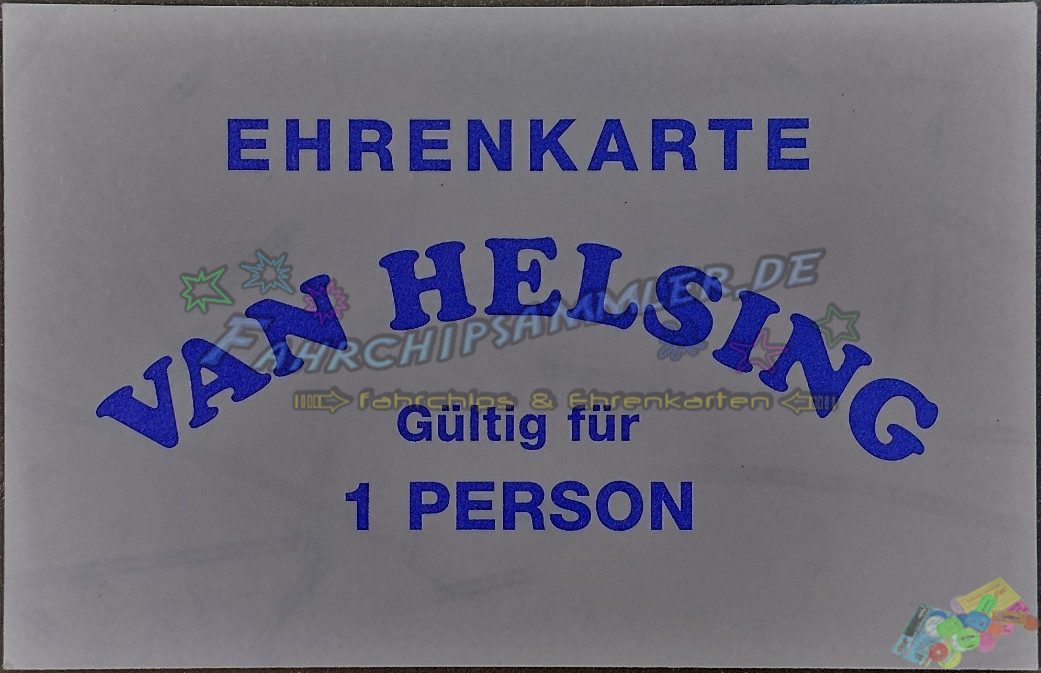 EHRENKARTE
VAN HELSING
FAHRCHIPSAMMLER.DE
Fahrchips & Ehrenkarten
Gültig für
1 PERSON